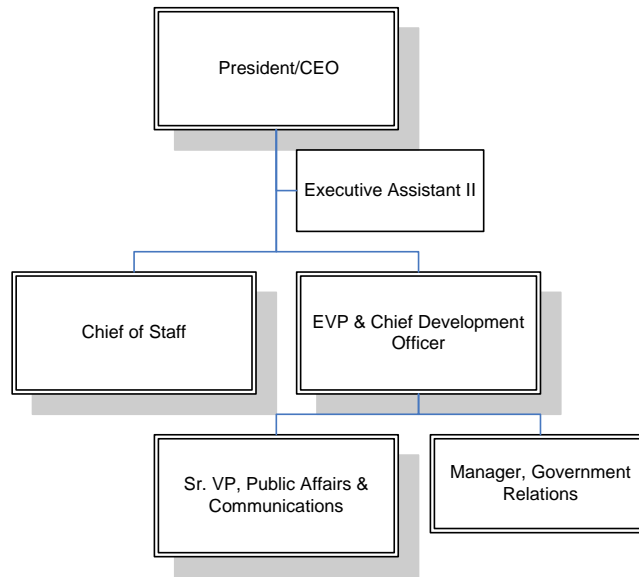 President/CEO
Executive Assistant II
Chief of Staff
EVP & Chief Development
Officer
Sr. VP, Public Affairs &
Communications
Manager, Government
Relations